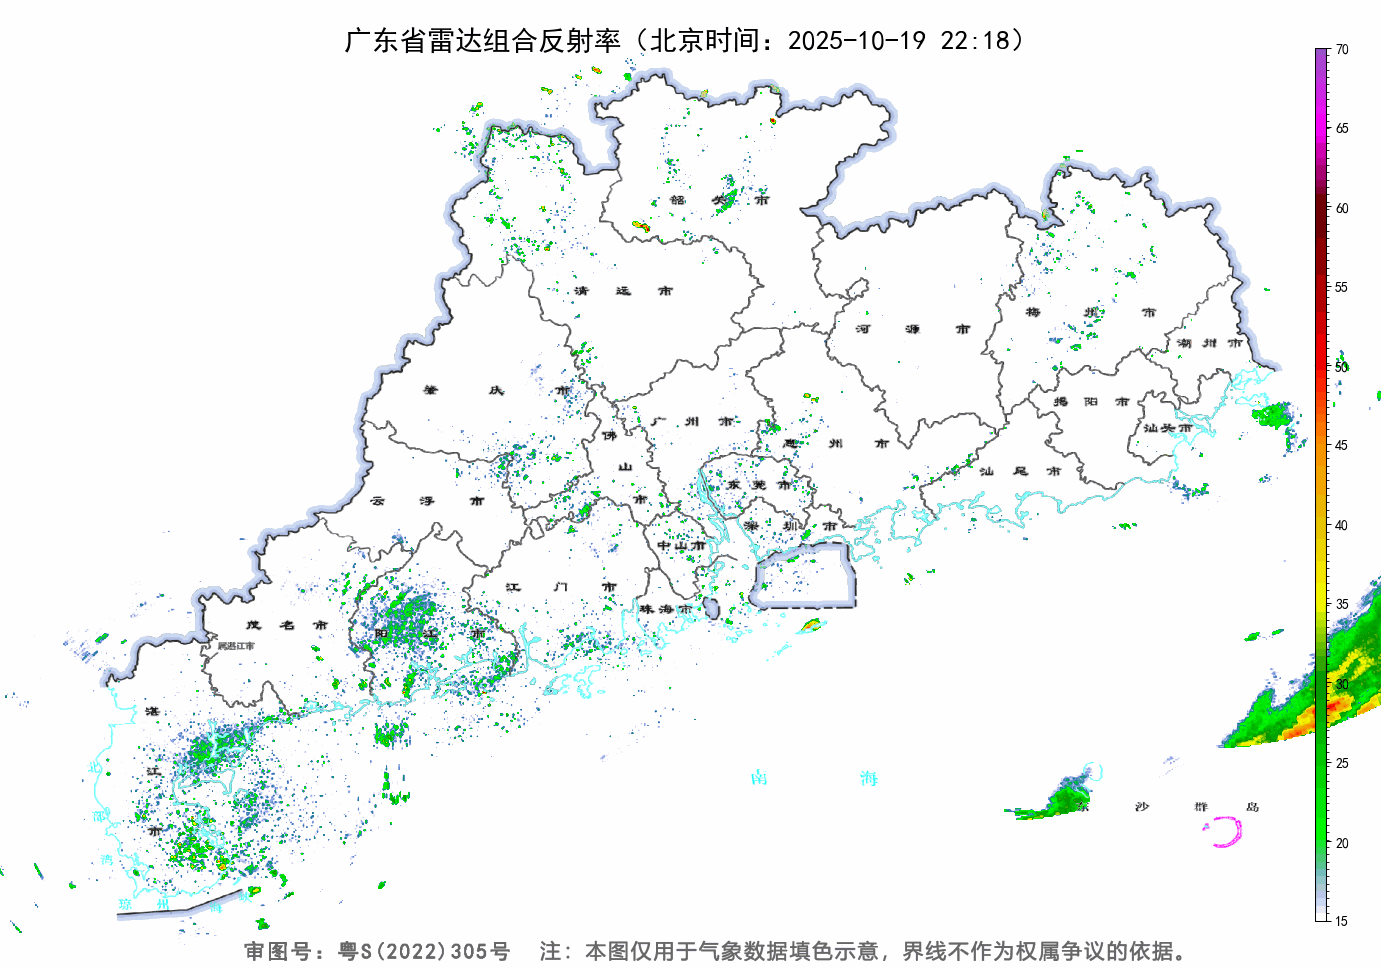 广东省雷达组合反射率（北京时间：2025-10-19 22:18）
70
65
60
55
50
45
40
35
30
25
20
15
韶关市
清远市
河源市
梅州市
潮州市
肇庆市
揭阳市
汕头市
广州市
佛山市
惠州市
汕尾市
云浮市
东莞市
深圳市
中山市
江门市
珠海市
茂名市
属湛江市
阳江市
湛江市
北部湾
琼州海峡
南海
东沙群岛
审图号：粤S(2022)305号 注：本图仅用于气象数据填色示意，界线不作为权属争议的依据。